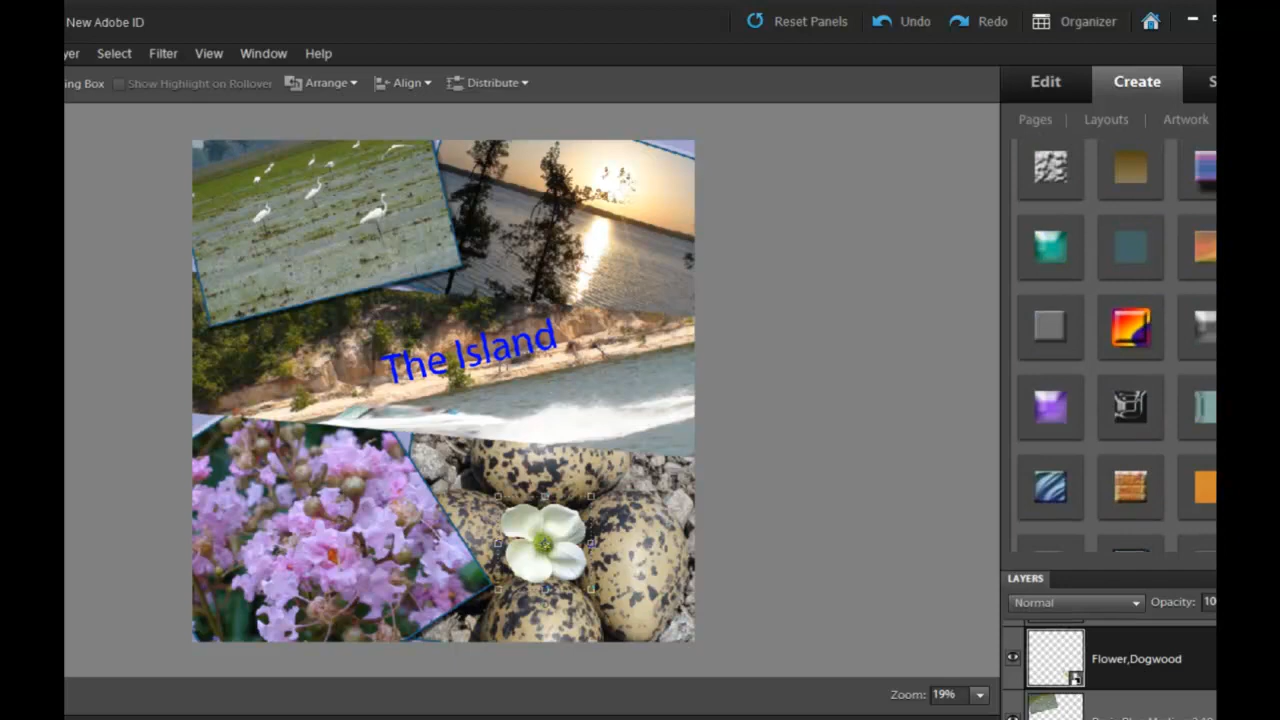 New Adobe ID
Reset Panels
Undo
Redo
Organizer
yer Select Filter View Window Help
ing Box
Show Highlight on Rollover
Arrange
Align
Distribute
Edit
Create
S
Pages | Layouts | Artwork
The Island
LAYERS
Normal
Opacity: 10
Flower,Dogwood
Zoom: 19%